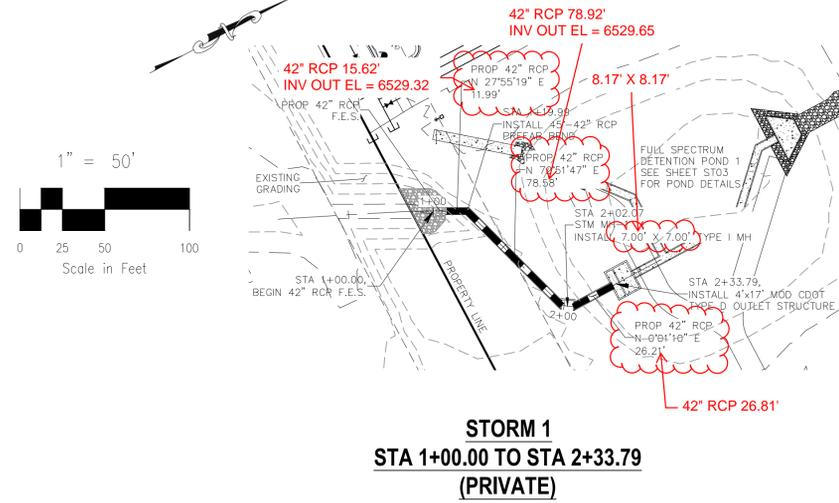 42" RCP 78.92'
INV OUT EL = 6529.65
42" RCP 15.62'
INV OUT EL = 6529.32
8.17' X 8.17'
PROP 42" RCP
N 27°55'19" E
11.99'
PROP 42" RCP
F.E.S.
INSTALL 45°-42" RCP
PREFAB BEND
PROP 42" RCP
78.58'
FULL SPECTRUM
DETENTION POND 1
SEE SHEET ST03
FOR POND DETAILS
EXISTING
GRADING
1" = 50'
0 25 50 100
Scale in Feet
1+00
STA 2+02.07
STM MH
INSTALL 7.00' X 7.00' TYPE I MH
STA 1+00.00,
BEGIN 42" RCP F.E.S.
PROPERTY LINE
2+00
STA 2+33.79,
INSTALL 4'x17' MOD CDOT
TYPE D OUTLET STRUCTURE
PROP 42" RCP
N 0°01'10" E
26.21'
42" RCP 26.81'
STORM 1
STA 1+00.00 TO STA 2+33.79
(PRIVATE)